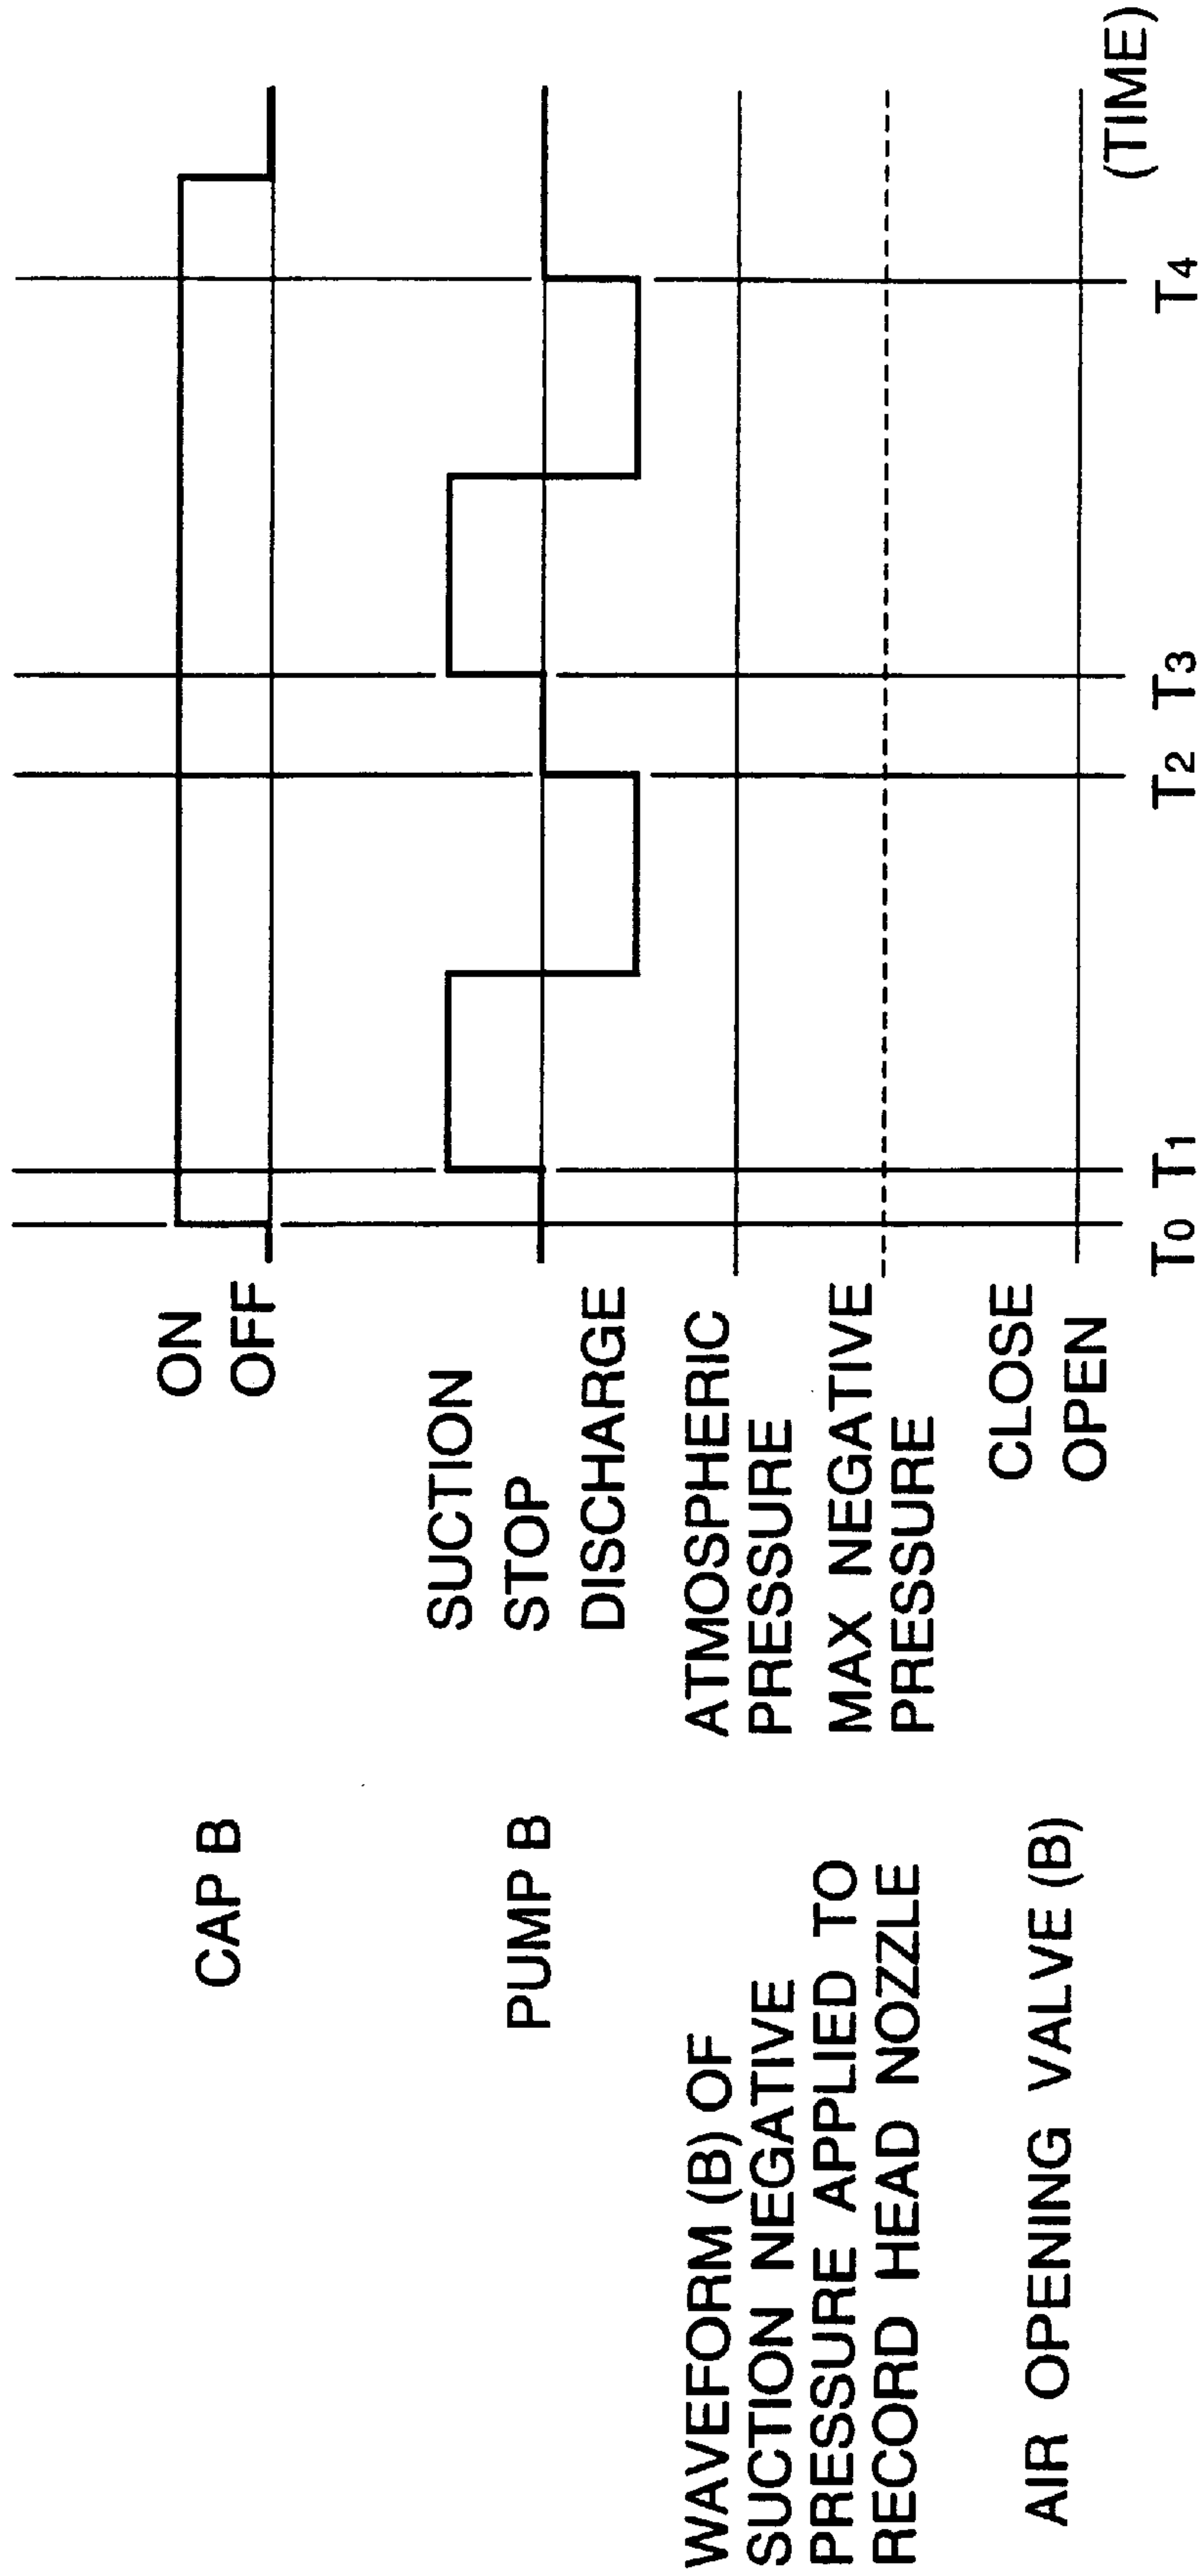 CAP B
ON
OFF
PUMP B
SUCTION
STOP
DISCHARGE
WAVEFORM (B) OF
SUCTION NEGATIVE
PRESSURE APPLIED TO
RECORD HEAD NOZZLE
ATMOSPHERIC
PRESSURE
MAX NEGATIVE
PRESSURE
AIR OPENING VALVE (B)
CLOSE
OPEN
T0 T1 T2 T3 T4
(TIME)